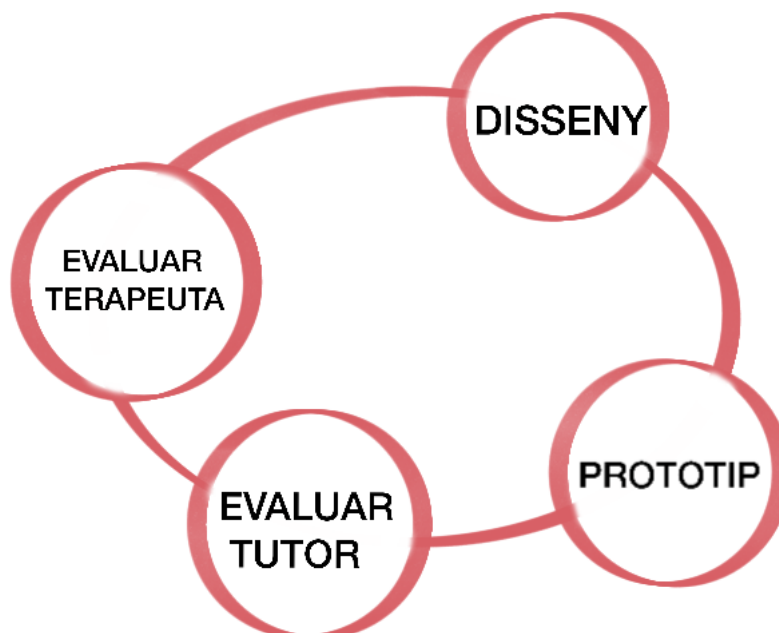 DISSENY
EVALUAR
TERAPEUTA
PROTOTIP
EVALUAR
TUTOR